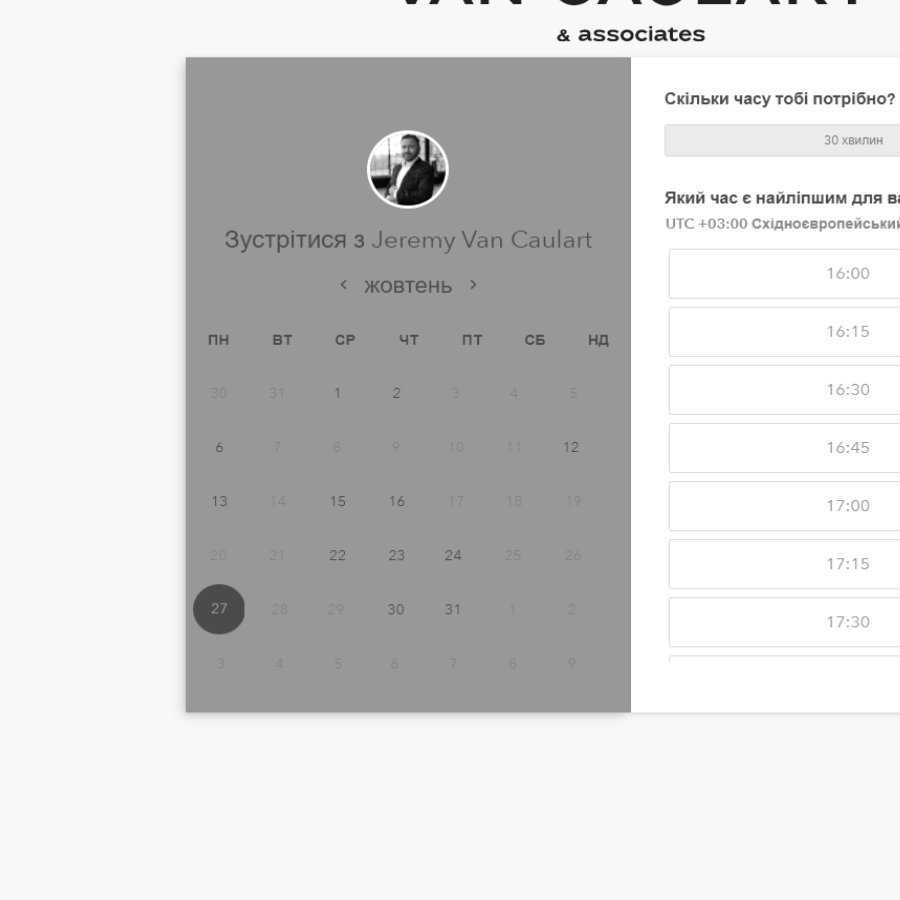 VAN CAULART
& associates
Зустрітися з Jeremy Van Caulart
жовтень
ПН ВТ СР ЧТ ПТ СБ НД
30 31 1 2 3 4 5
6 7 8 9 10 11 12
13 14 15 16 17 18 19
20 21 22 23 24 25 26
27 28 29 30 31 1 2
3 4 5 6 7 8 9
Скільки часу тобі потрібно?
30 хвилин
Який час є найліпшим для
UTC +03:00 Східноєвропейський
16:00
16:15
16:30
16:45
17:00
17:15
17:30